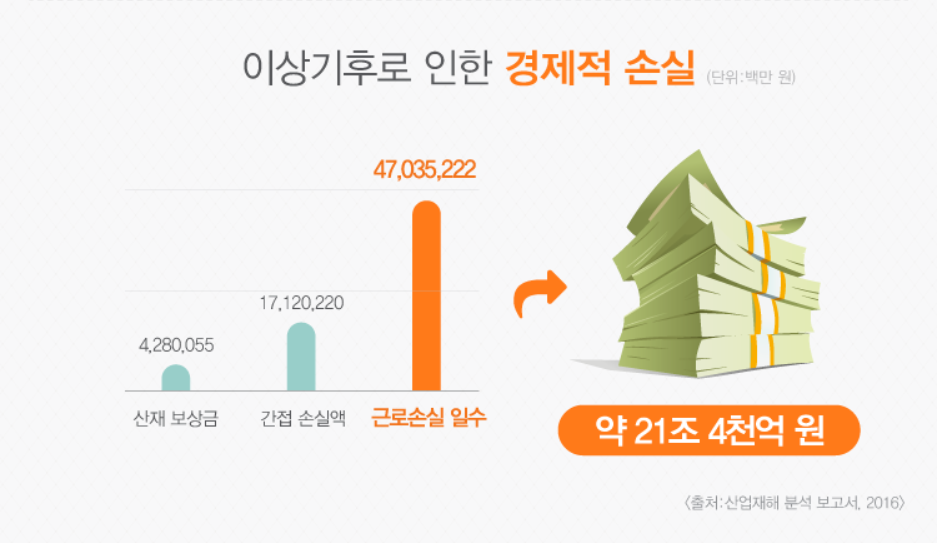 이상기후로 인한 경제적 손실 (단위:백만 원)
47,035,222
17,120,220
4,280,055
산재 보상금 간접 손실액 근로손실 일수
약 21조 4천억 원
<출처:산업재해 분석 보고서, 2016>